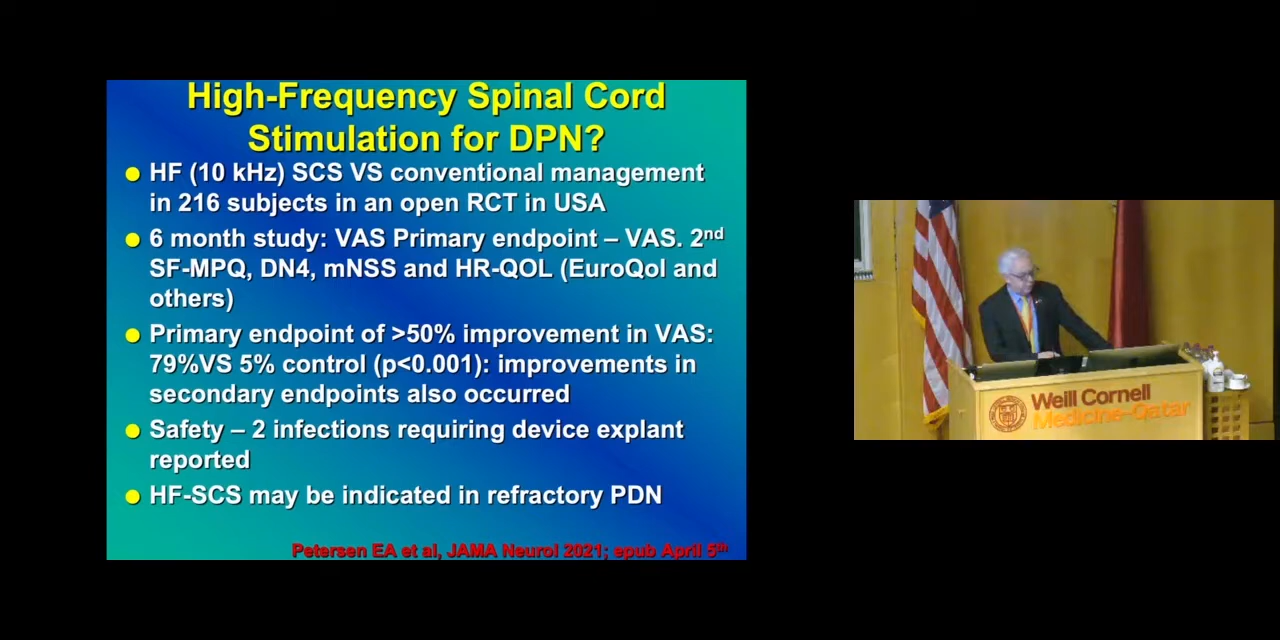 High-Frequency Spinal Cord
Stimulation for DPN?
HF (10 kHz) SCS VS conventional management
in 216 subjects in an open RCT in USA
6 month study: VAS Primary endpoint – VAS. 2nd
SF-MPQ, DN4, mNSS and HR-QOL (EuroQol and
others)
Primary endpoint of >50% improvement in VAS:
79%VS 5% control (p<0.001): improvements in
secondary endpoints also occurred
Safety – 2 infections requiring device explant
reported
HF-SCS may be indicated in refractory PDN
Petersen EA et al, JAMA Neurol 2021; epub April 5th
Weill Cornell
Medicine-Qatar